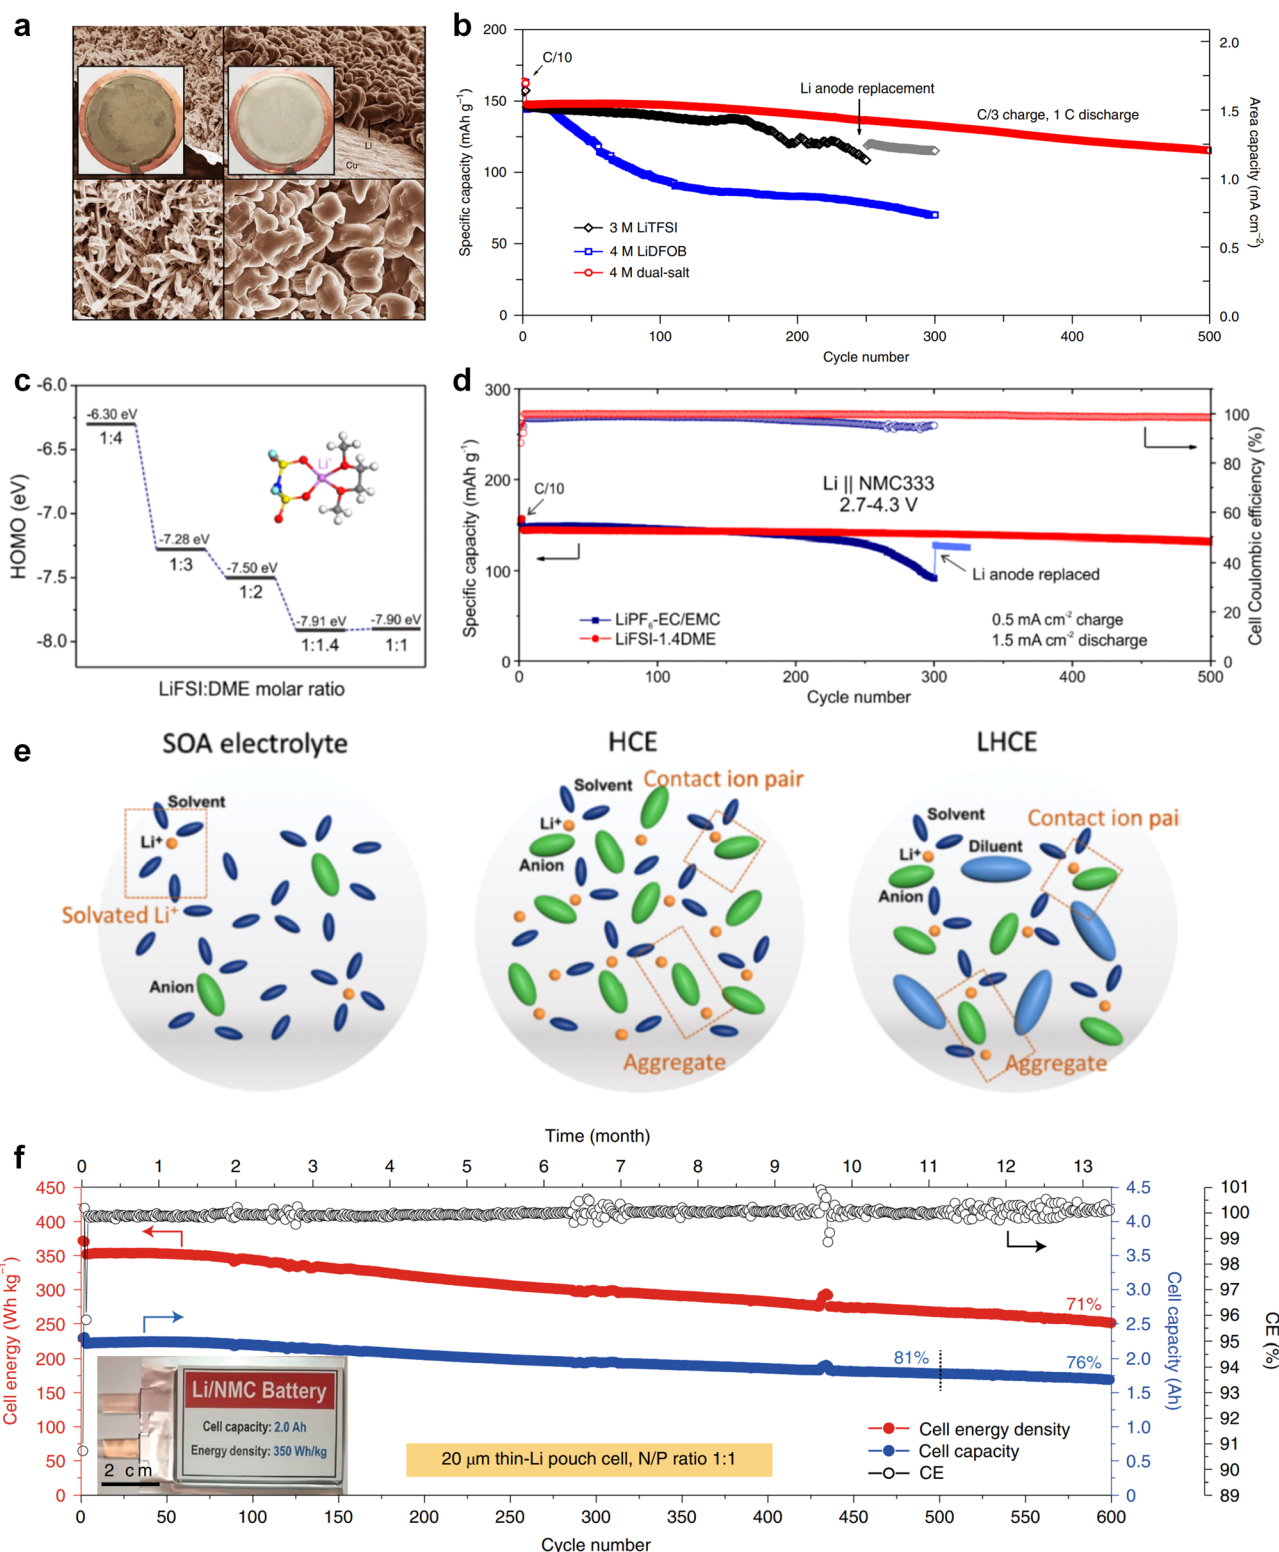 a
Li
Cu
b
200
150
100
50
0
Specific capacity (mAh g⁻¹)
C/10
Li anode replacement
C/3 charge, 1 C discharge
3 M LiTFSI
4 M LiDFOB
4 M dual-salt
2.0
1.5
1.0
0.5
0.0
Area capacity (mA cm⁻²)
0 100 200 300 400 500
Cycle number
c
-6.0
-6.5
-7.0
-7.5
-8.0
HOMO (eV)
-6.30 eV
1:4
Li⁺
-7.28 eV
1:3
-7.50 eV
1:2
-7.91 eV
1:1.4
-7.90 eV
1:1
LiFSI:DME molar ratio
d
300
200
100
0
Specific capacity (mAh g⁻¹)
C/10
Li || NMC333
2.7-4.3 V
Li anode replaced
LiPF₆-EC/EMC
LiFSI-1.4DME
0.5 mA cm⁻² charge
1.5 mA cm⁻² discharge
100
80
60
40
20
0
Cell Coulombic efficiency (%)
0 100 200 300 400 500
Cycle number
e
SOA electrolyte
Solvent
Li⁺
Solvated Li⁺
Anion
HCE
Solvent
Contact ion pair
Li⁺
Anion
Aggregate
LHCE
Solvent
Contact ion pai
Li⁺
Diluent
Anion
Aggregate
f
Time (month)
0 1 2 3 4 5 6 7 8 9 10 11 12 13
450
400
350
300
250
200
150
100
50
0
Cell energy (Wh kg⁻¹)
71%
81%
76%
Li/NMC Battery
Cell capacity: 2.0 Ah
Energy density: 350 Wh/kg
2 cm
20 μm thin-Li pouch cell, N/P ratio 1:1
Cell energy density
Cell capacity
CE
4.5
4.0
3.5
3.0
2.5
2.0
1.5
1.0
0.5
0
Cell capacity (Ah)
101
100
99
98
97
96
95
94
93
92
91
90
89
CE (%)
0 50 100 150 200 250 300 350 400 450 500 550 600
Cycle number